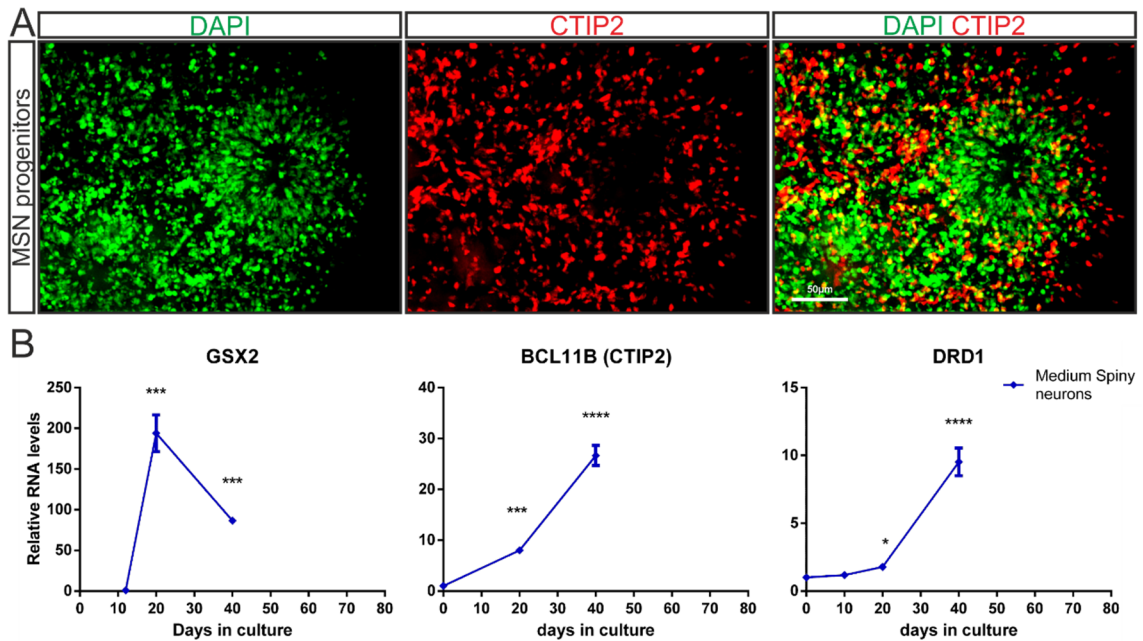 A
DAPI
CTIP2
DAPI CTIP2
MSN progenitors
50µm
B
GSX2
BCL11B (CTIP2)
DRD1
Medium Spiny
neurons
Relative RNA levels
250
200
150
100
50
0
***
***
0 10 20 30 40 50 60 70 80
Days in culture
40
30
20
10
0
***
****
0 10 20 30 40 50 60 70 80
days in culture
15
10
5
0
*
****
0 10 20 30 40 50 60 70 80
days in culture